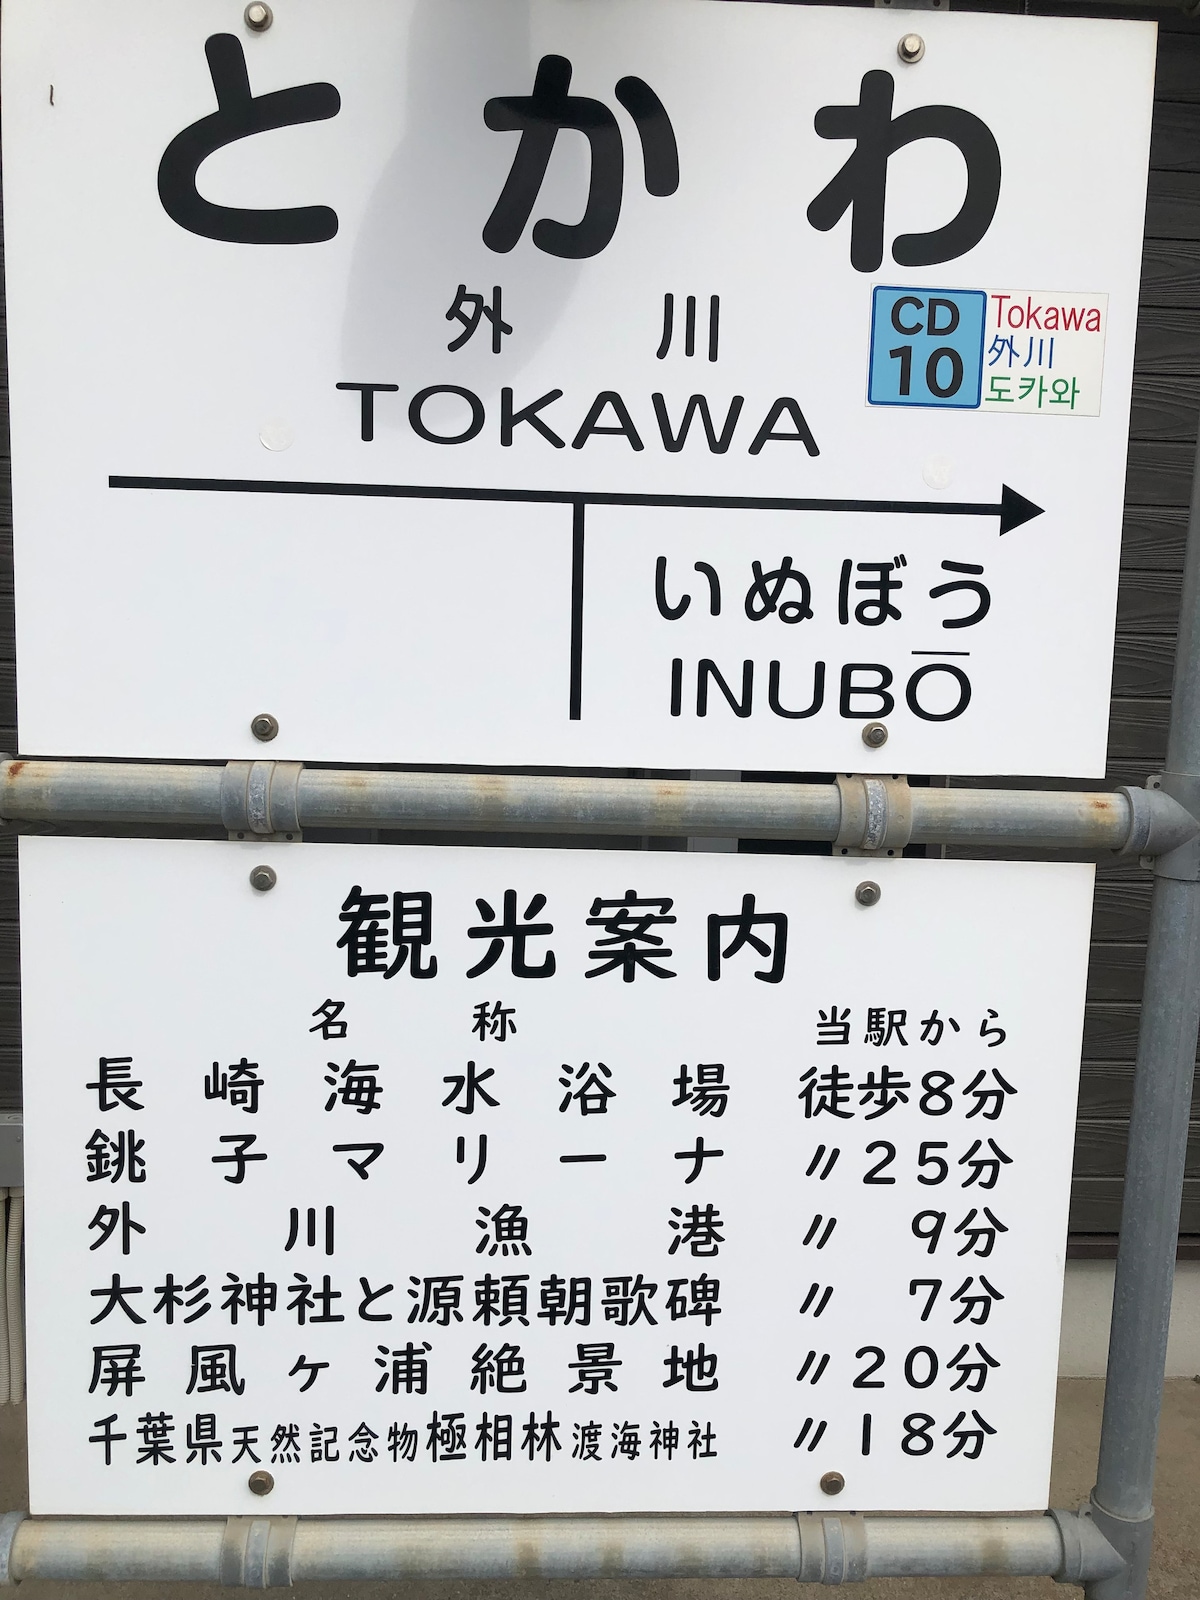 とかわ
外川
TOKAWA
CD
10
Tokawa
外川
도카와
いぬぼう
INUBŌ
観光案内
名称 当駅から
長崎海水浴場 徒歩8分
銚子マリーナ 〃25分
外川漁港 〃 9分
大杉神社と源頼朝歌碑 〃 7分
屏風ヶ浦絶景地 〃20分
千葉県天然記念物極相林渡海神社 〃18分